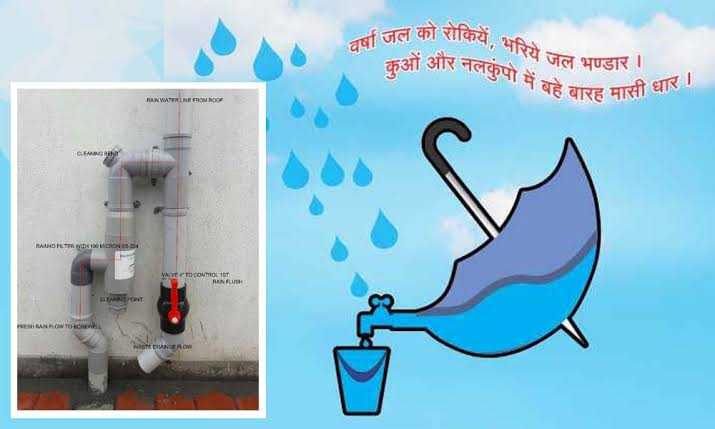 वर्षा जल को रोकियें, भरिये जल भण्डार ।
कुओं और नलकुंपो में बहे बारह मासी धार ।
RAIN WATER LINE FROM ROOF
CLEANING BEND
RAINKO FILTER WITH 100 MICRON SS-304
VALVE 4" TO CONTROL 1ST
RAIN FLUSH
CLEANING POINT
FRESH RAIN FLOW TO BOREWELL
WASTE DRAINGE FLOW